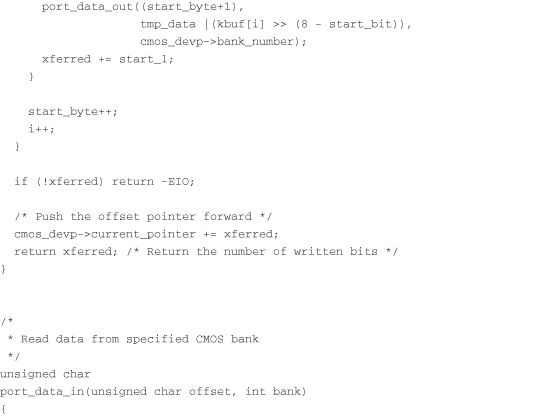 port_data_out((start_byte+1),
tmp_data |(kbuf[i] >> (8 - start_bit)),
cmos_devp->bank_number);
xferred += start_l;
}
start_byte++;
i++;
}
if (!xferred) return -EIO;
/* Push the offset pointer forward */
cmos_devp->current_pointer += xferred;
return xferred; /* Return the number of written bits */
}
/*
* Read data from specified CMOS bank
*/
unsigned char
port_data_in(unsigned char offset, int bank)
{